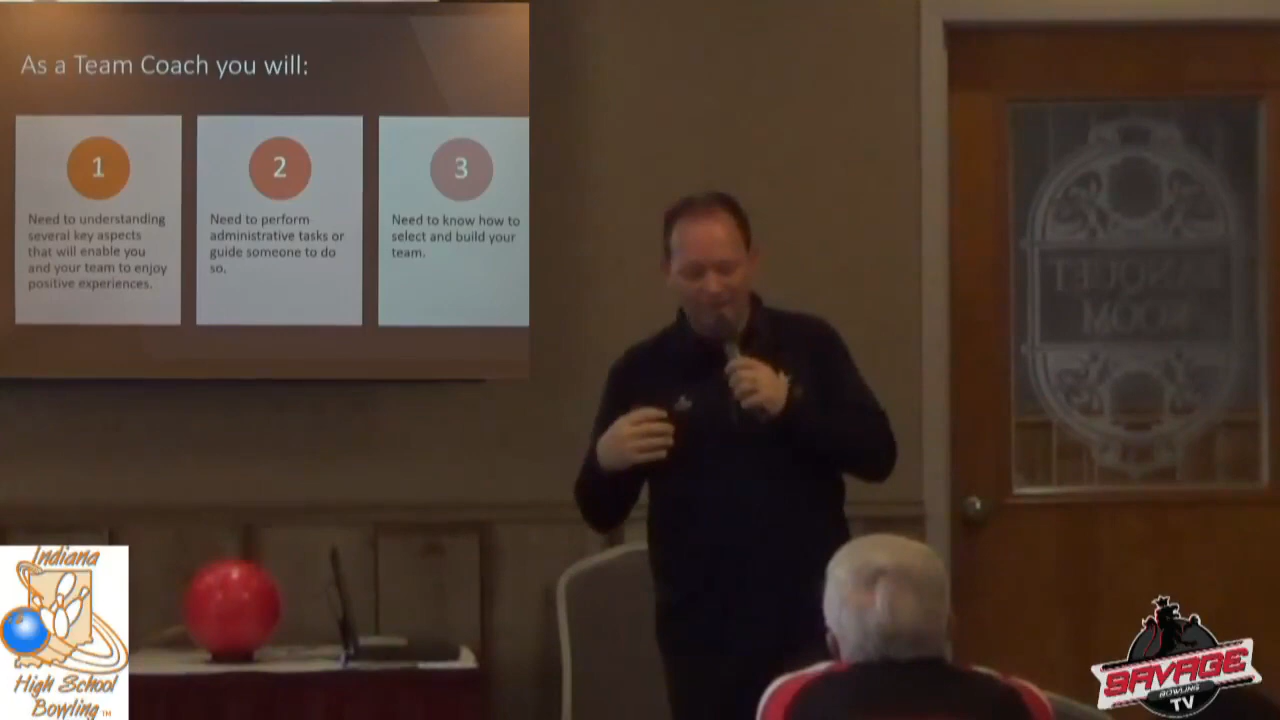 As a Team Coach you will:
1
Need to understanding
several key aspects
that will enable you
and your team to enjoy
positive experiences.
2
Need to perform
administrative tasks or
guide someone to do
so.
3
Need to know how to
select and build your
team.
Indiana
High School
Bowling™
SAVAGE
BOWLING
TV